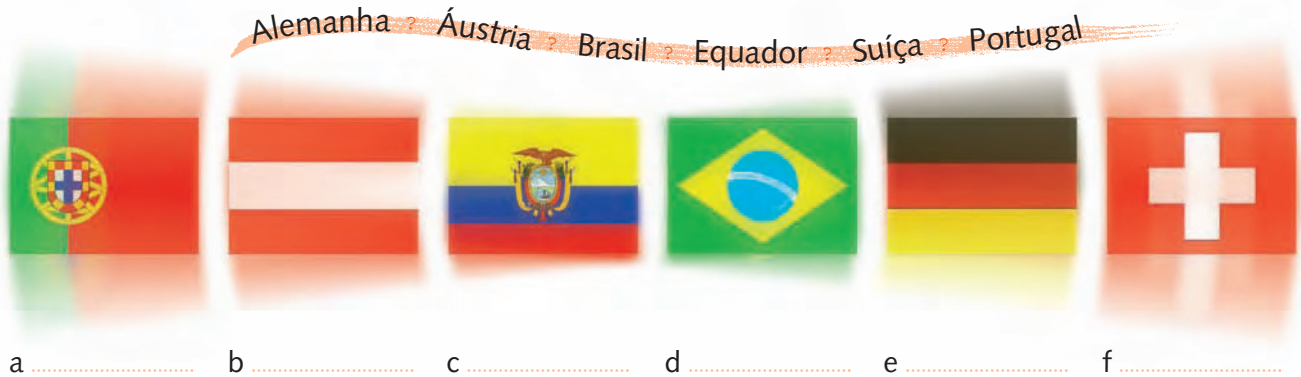 Alemanha ? Áustria ? Brasil ? Equador ? Suíça ? Portugal
a ........................ b ........................ c ........................ d ........................ e ........................ f ........................